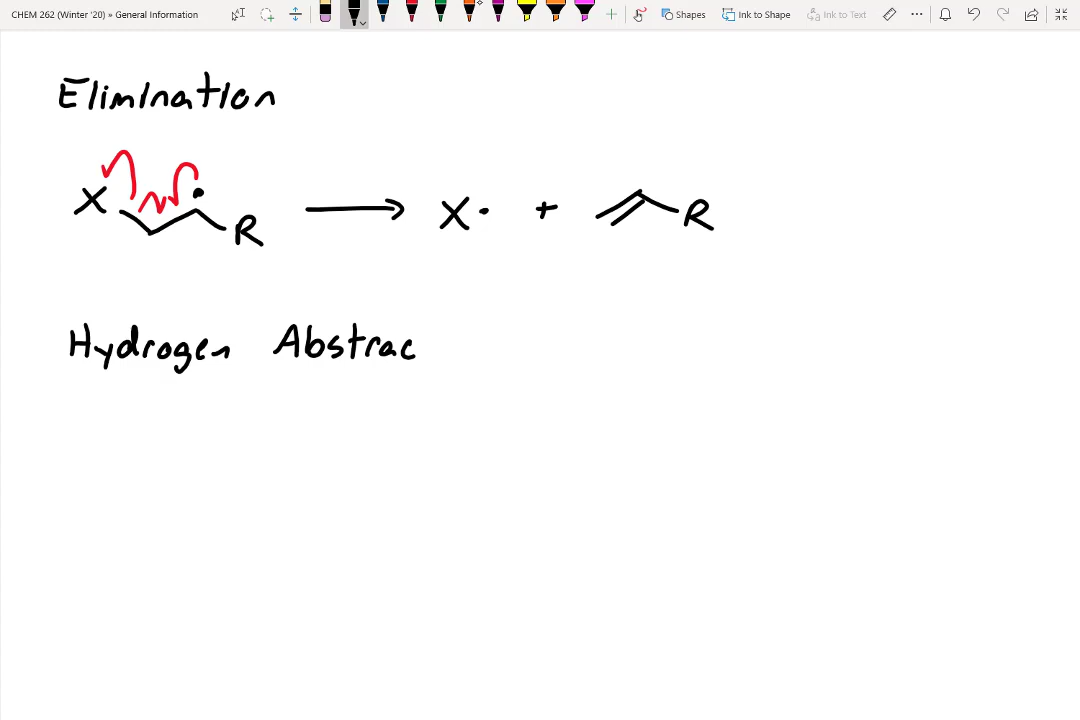 CHEM 262 (Winter '20) » General Information
Shapes
Ink to Shape
Ink to Text
Elimination
X • R ⟶ X• + R
Hydrogen Abstrac